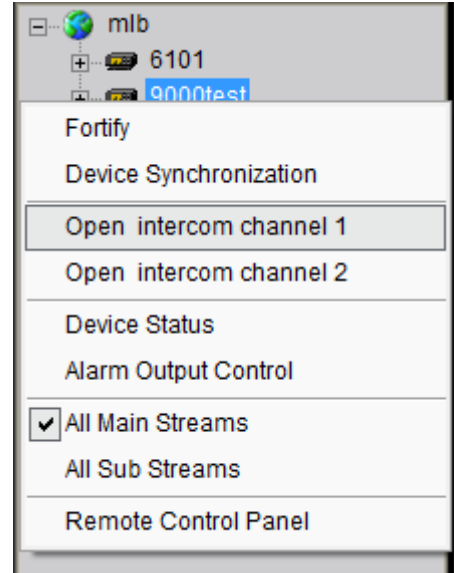 mlb
6101
9000test
Fortify
Device Synchronization
Open intercom channel 1
Open intercom channel 2
Device Status
Alarm Output Control
All Main Streams
All Sub Streams
Remote Control Panel